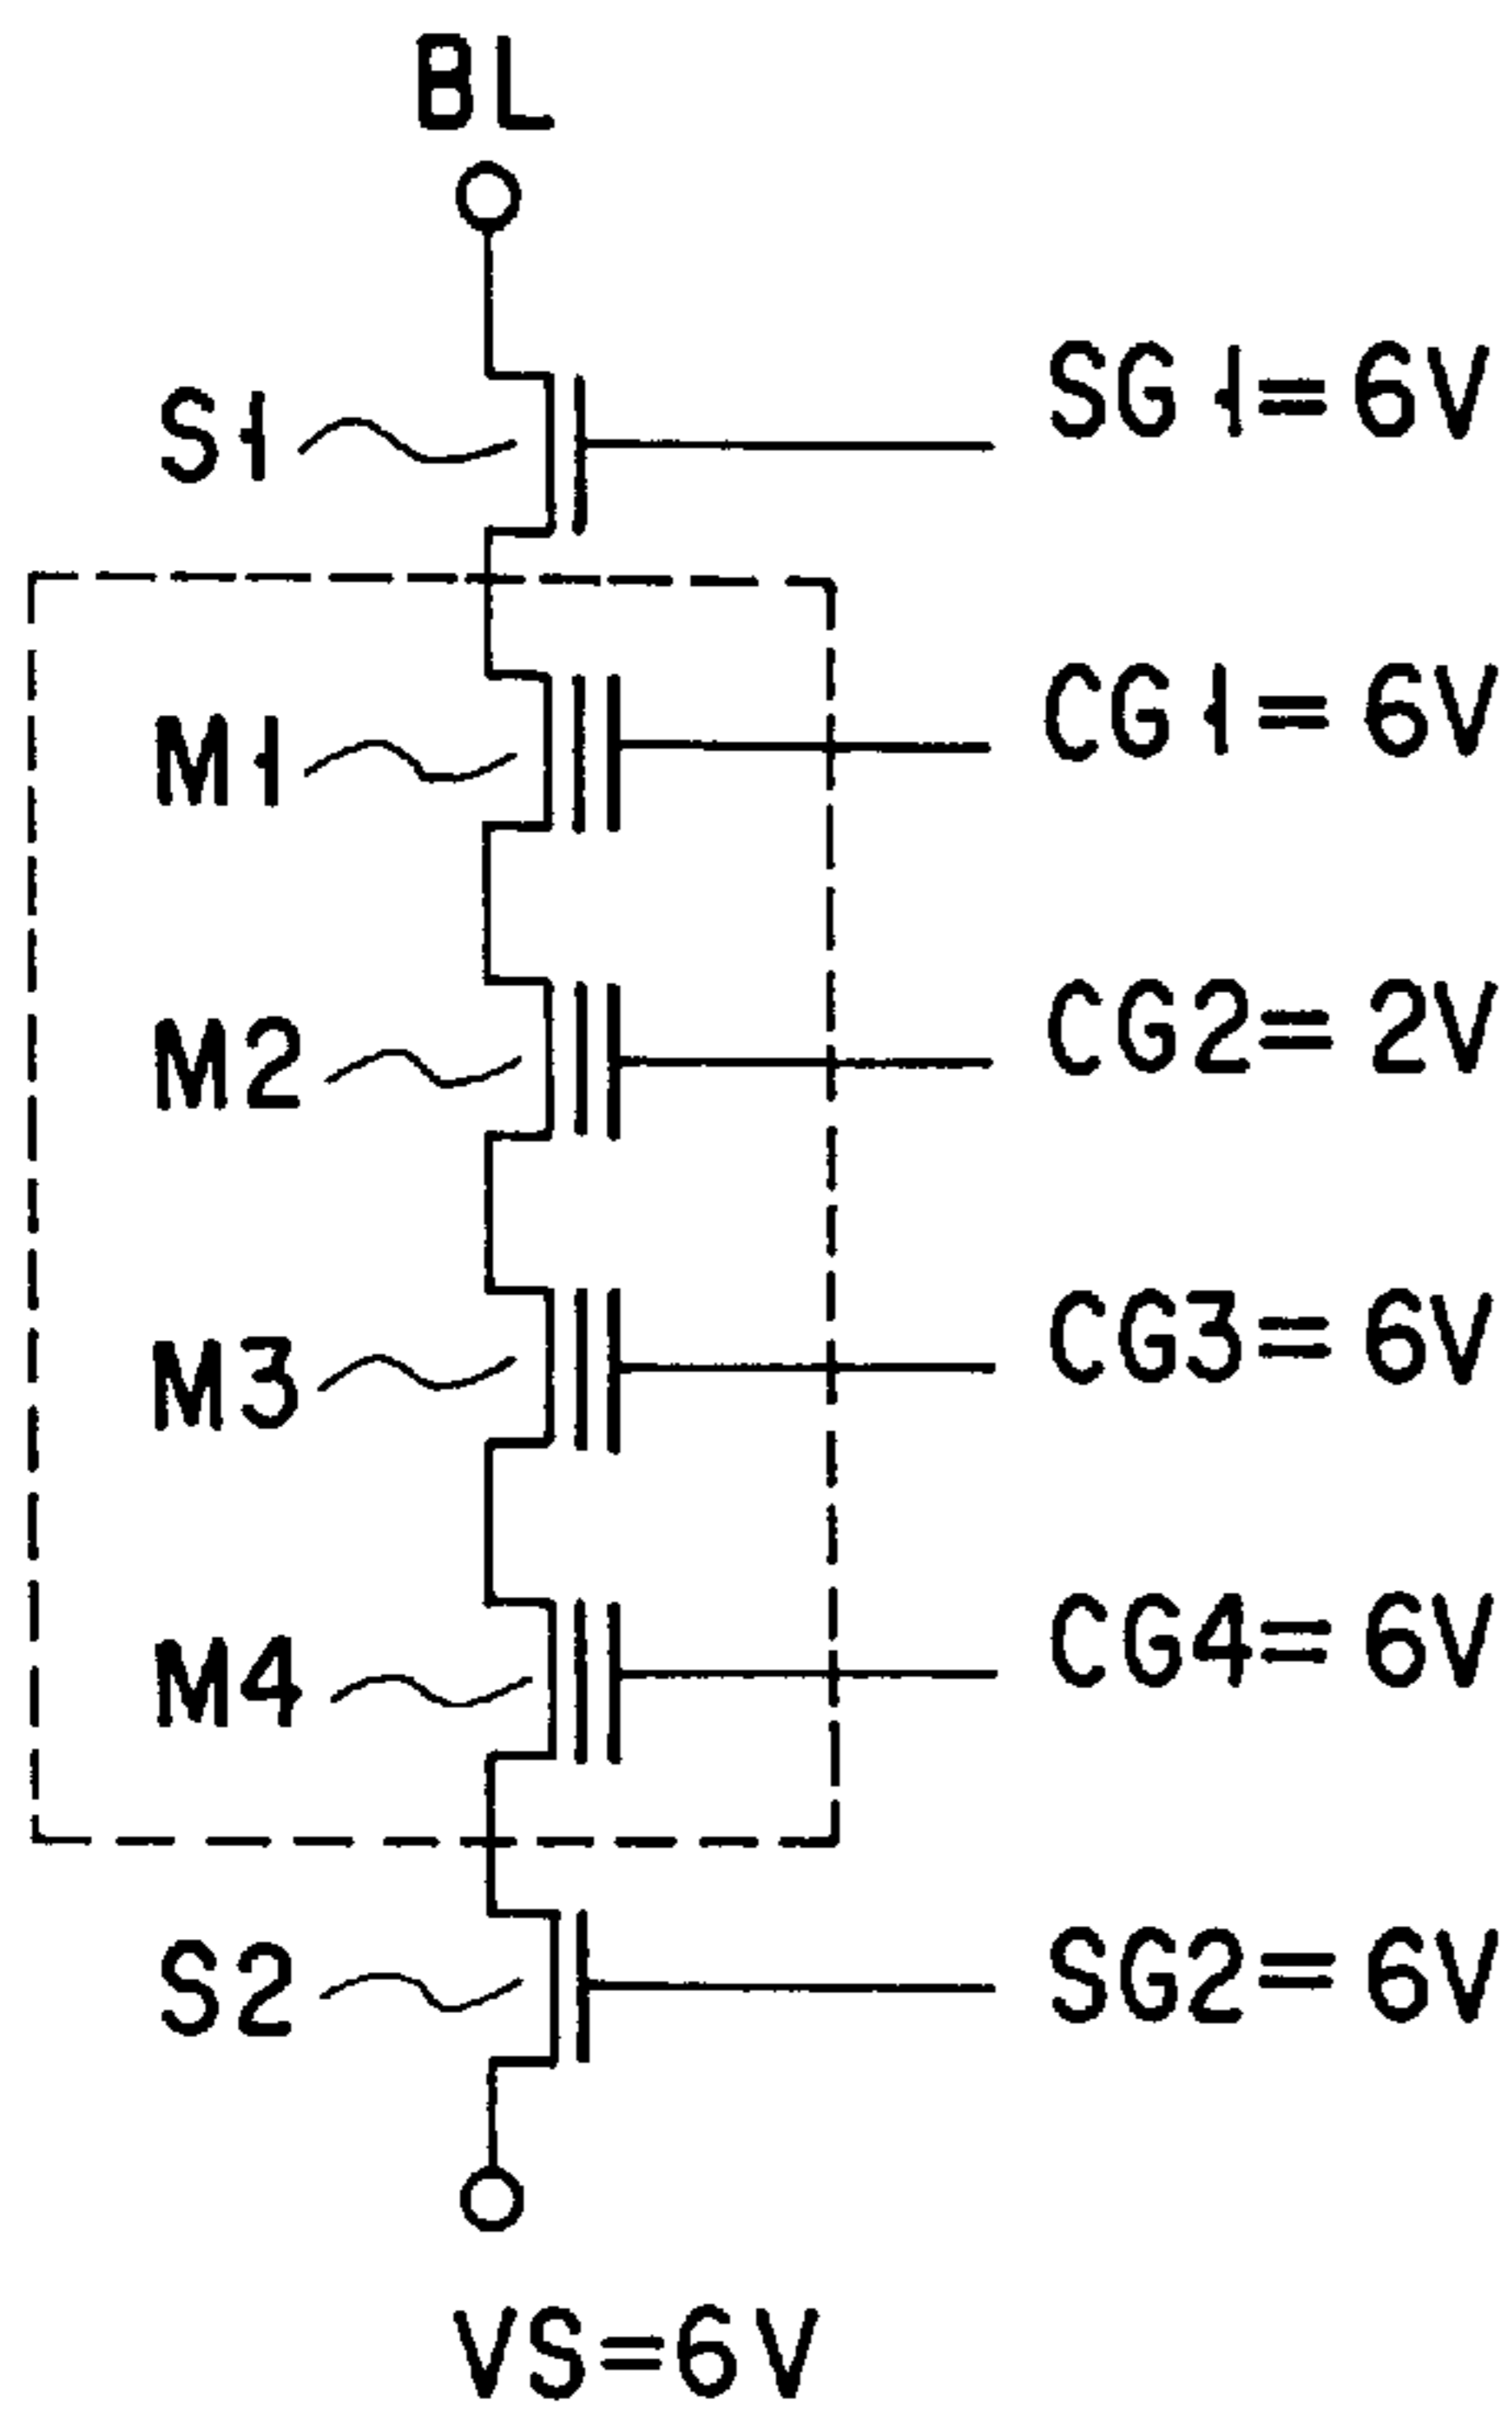 BL
S1
SG1=6V
M1
CG1=6V
M2
CG2=2V
M3
CG3=6V
M4
CG4=6V
S2
SG2=6V
VS=6V